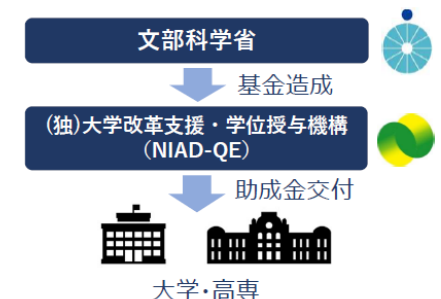 文部科学省
基金造成
(独)大学改革支援・学位授与機構
(NIAD-QE)
助成金交付
大学・高専